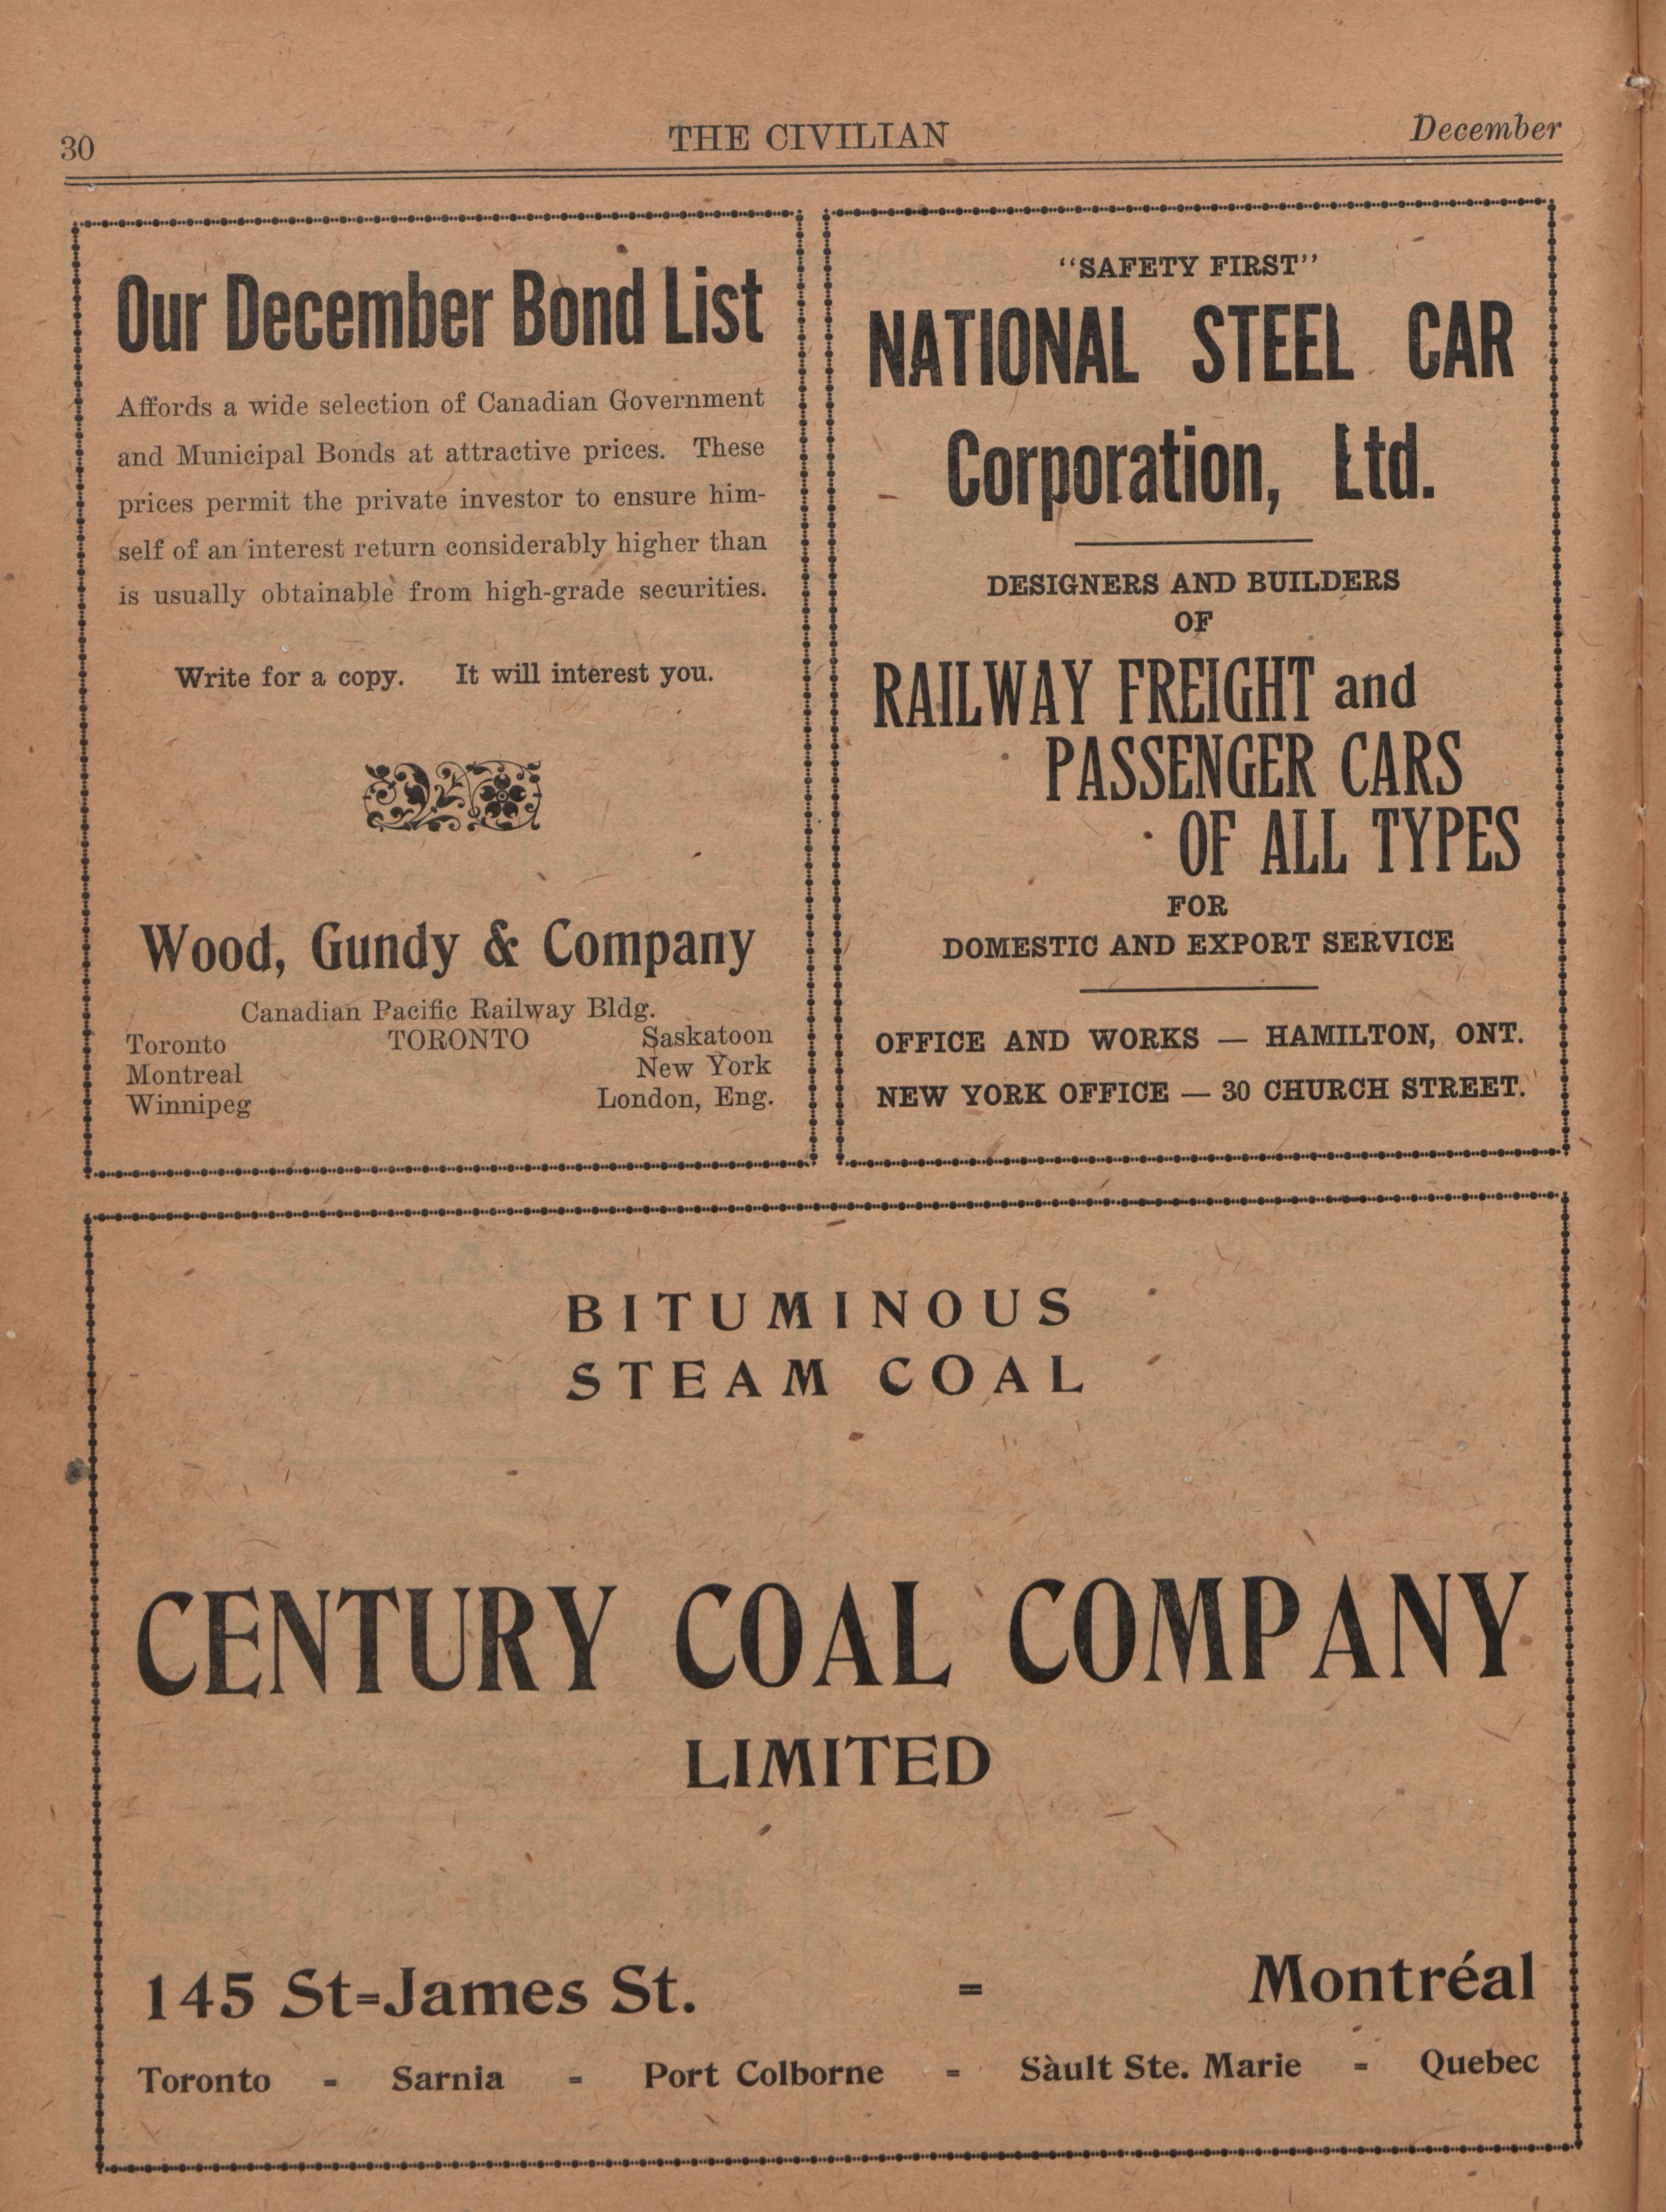 30
THE CIVILIAN
December
Our December Bond List
Affords a wide selection of Canadian Government
and Municipal Bonds at attractive prices. These
prices permit the private investor to ensure him-
self of an interest return considerably higher than
is usually obtainable from high-grade securities.
Write for a copy. It will interest you.
Wood, Gundy & Company
Canadian Pacific Railway Bldg.
Toronto TORONTO Saskatoon
Montreal New York
Winnipeg London, Eng.
"SAFETY FIRST"
NATIONAL STEEL CAR
Corporation, Ltd.
DESIGNERS AND BUILDERS
OF
RAILWAY FREIGHT and
PASSENGER CARS
OF ALL TYPES
FOR
DOMESTIC AND EXPORT SERVICE
OFFICE AND WORKS — HAMILTON, ONT.
NEW YORK OFFICE — 30 CHURCH STREET.
BITUMINOUS
STEAM COAL
CENTURY COAL COMPANY
LIMITED
145 St-James St. - Montréal
Toronto - Sarnia - Port Colborne - Sàult Ste. Marie - Quebec